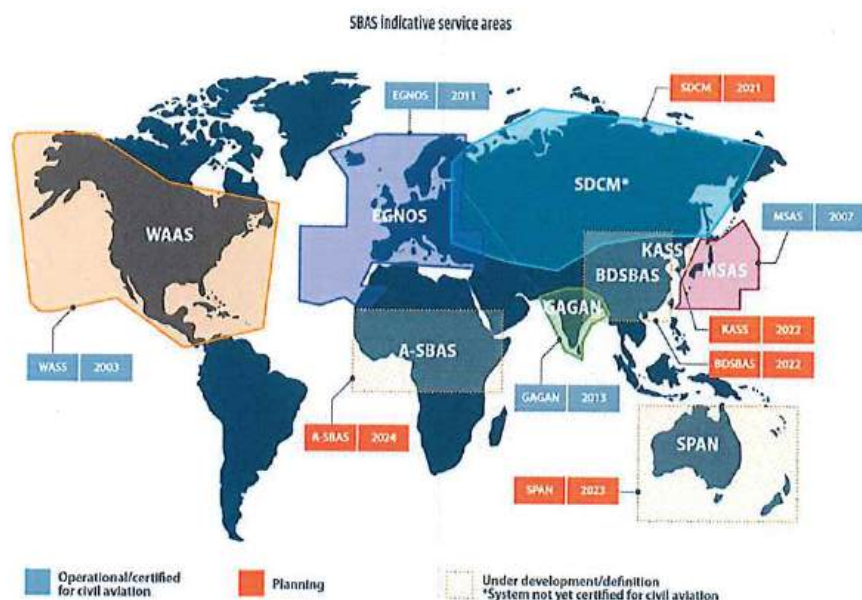 SBAS indicative service areas
EGNOS 2011
SDCM 2021
SDCM*
EGNOS
WAAS
MSAS 2007
KASS
MSAS
BDSBAS
GAGAN
A-SBAS
KASS 2022
BDSBAS 2022
WASS 2003
GAGAN 2013
A-SBAS 2024
SPAN
SPAN 2023
Operational/certified
for civil aviation
Planning
Under development/definition
*System not yet certified for civil aviation